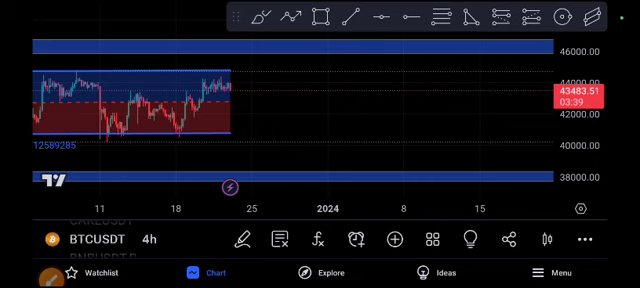 46000.00
44000.00
43483.51
03:39
42000.00
12589285
40000.00
38000.00
11 18 25 2024 8 15
BTCUSDT 4h
Watchlist Chart Explore Ideas Menu